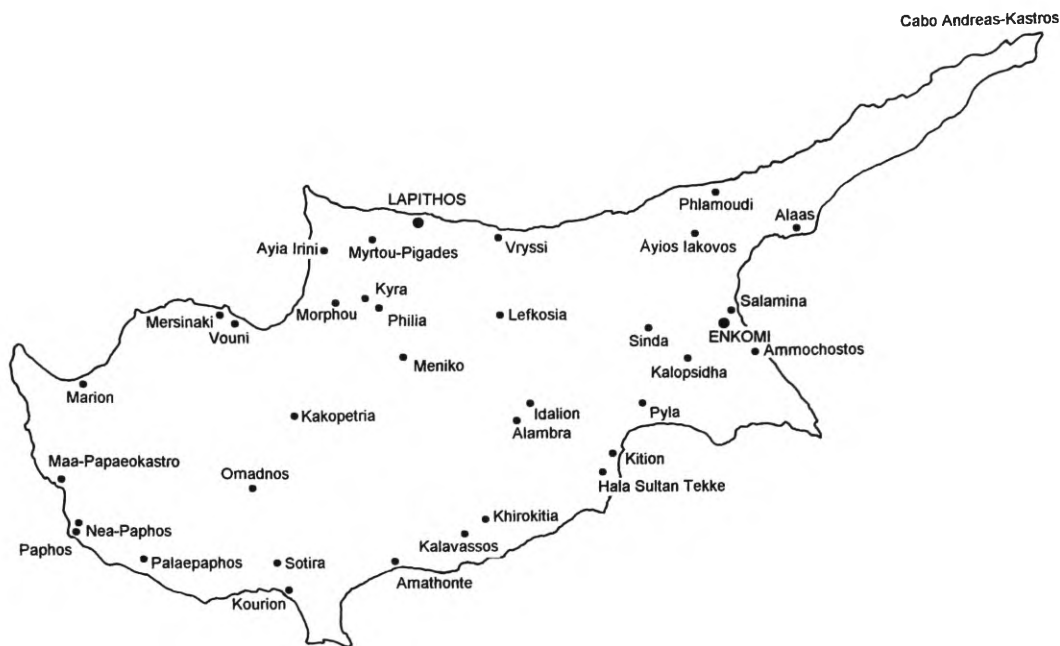 Cabo Andreas-Kastros
LAPITHOS
Phlamoudi
Alaas
Ayia Irini
Myrtou-Pigades
Vryssi
Ayios Iakovos
Kyra
Salamina
Morphou
Philia
Lefkosia
Mersinaki
Vouni
Sinda
ENKOMI
Ammochostos
Meniko
Kalopsidha
Marion
Kakopetria
Idalion
Pyla
Alambra
Maa-Papaeokastro
Kition
Omadnos
Hala Sultan Tekke
Khirokitia
Nea-Paphos
Kalavassos
Paphos
Palaepaphos
Sotira
Amathonte
Kourion